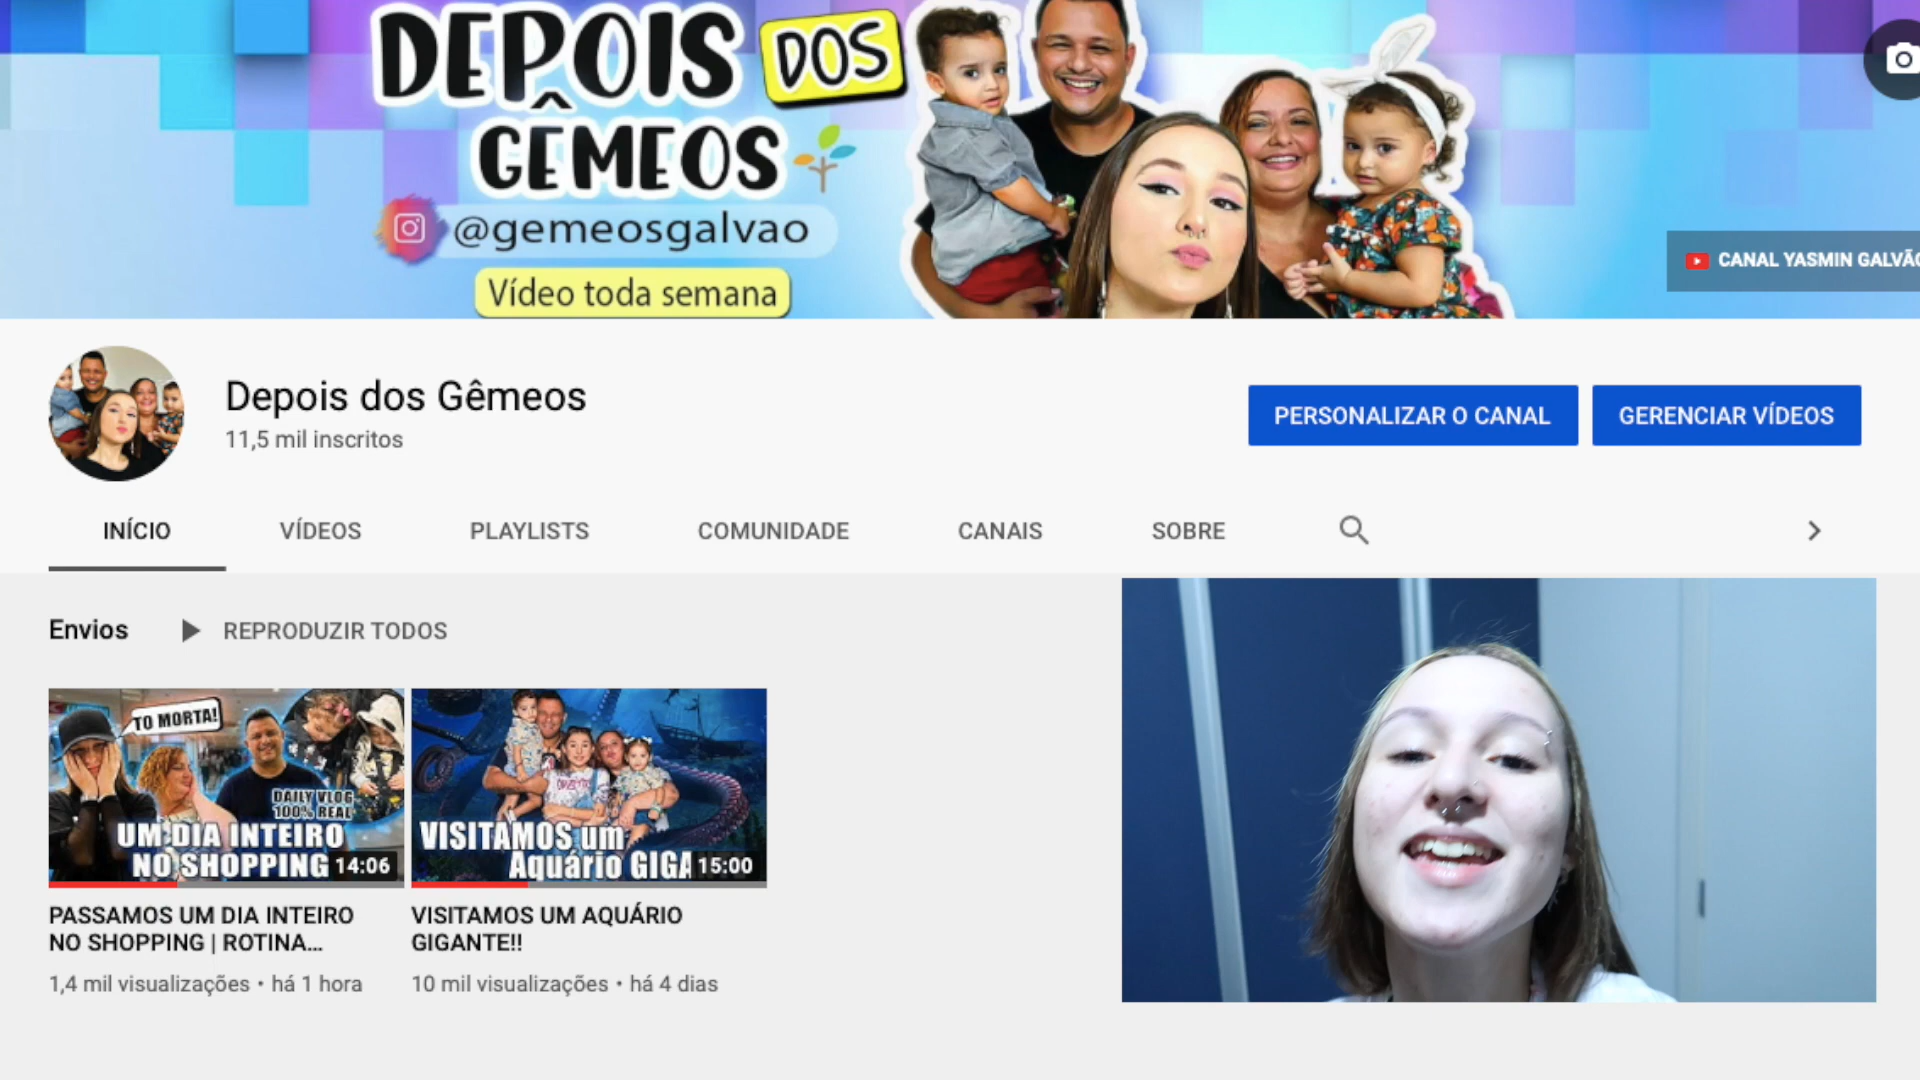 DEPOIS DOS
GÊMEOS
@gemeosgalvao
Vídeo toda semana
CANAL YASMIN GALVÃO
Depois dos Gêmeos
11,5 mil inscritos
PERSONALIZAR O CANAL
GERENCIAR VÍDEOS
INÍCIO
VÍDEOS
PLAYLISTS
COMUNIDADE
CANAIS
SOBRE
Envios
REPRODUZIR TODOS
TO MORTA!
DAILY VLOG
100% REAL
UM DIA INTEIRO
NO SHOPPING
14:06
VISITAMOS um
Aquário GIGA
15:00
PASSAMOS UM DIA INTEIRO
NO SHOPPING | ROTINA...
1,4 mil visualizações • há 1 hora
VISITAMOS UM AQUÁRIO
GIGANTE!!
10 mil visualizações • há 4 dias